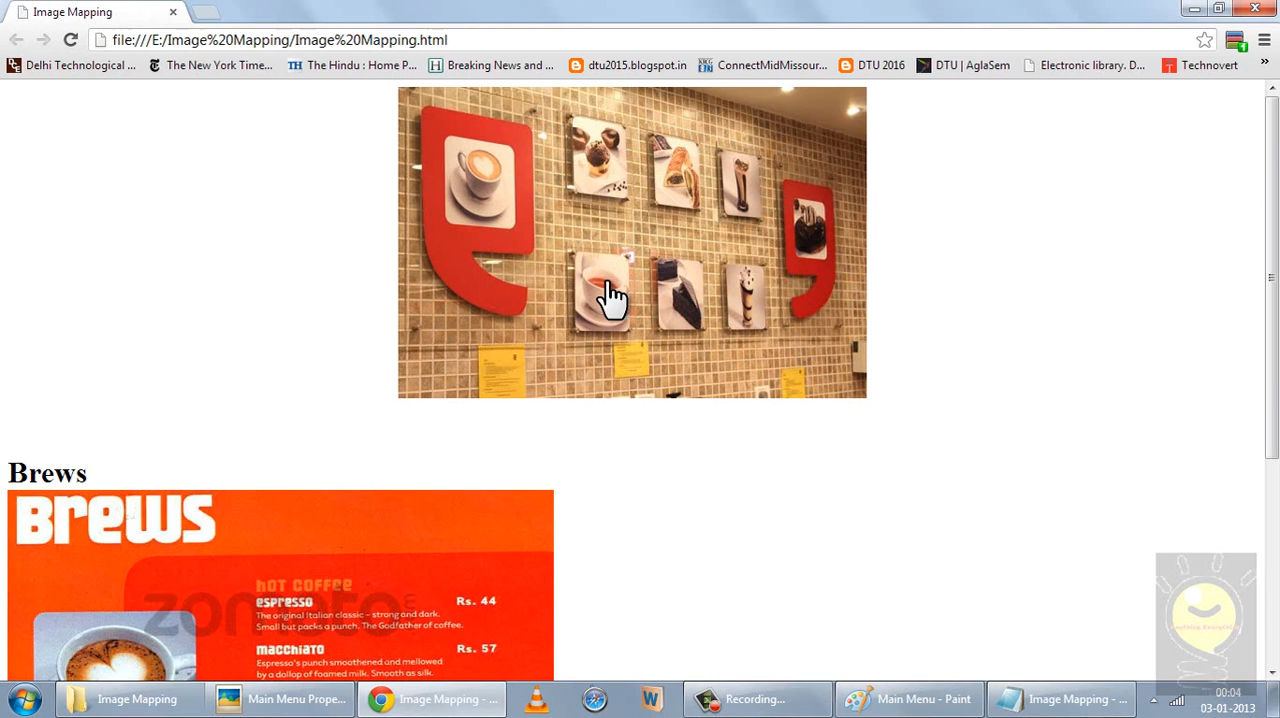 Image Mapping
file:///E:/Image%20Mapping/Image%20Mapping.html
Delhi Technological ...
The New York Time...
The Hindu : Home P...
Breaking News and ...
dtu2015.blogspot.in
ConnectMidMissour...
DTU 2016
DTU | AglaSem
Electronic library. D...
Technovert
Brews
Brews
hot coffee
espresso Rs. 44
The original Italian classic - strong and dark.
Small but packs a punch. The Godfather of coffee.
macchiato Rs. 57
Espresso's punch smoothened and mellowed
by a dollop of foamed milk. Smooth as silk.
zomato
Image Mapping
Main Menu Prope...
Image Mapping - ...
Recording...
Main Menu - Paint
Image Mapping - ...
00:04
03-01-2013